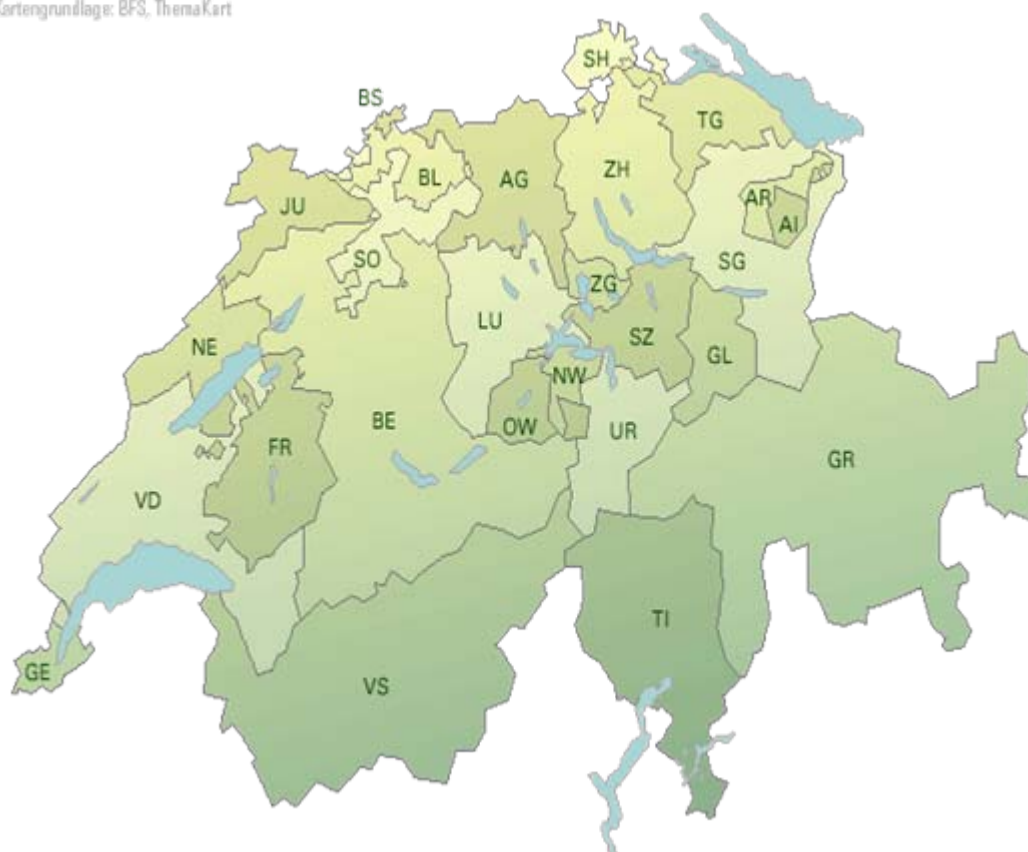 Kartengrundlage: BFS, ThemaKart
SH
BS
TG
BL
AG
ZH
JU
AR
AI
SO
SG
ZG
LU
SZ
NE
GL
NW
BE
OW
UR
FR
GR
VD
TI
GE
VS